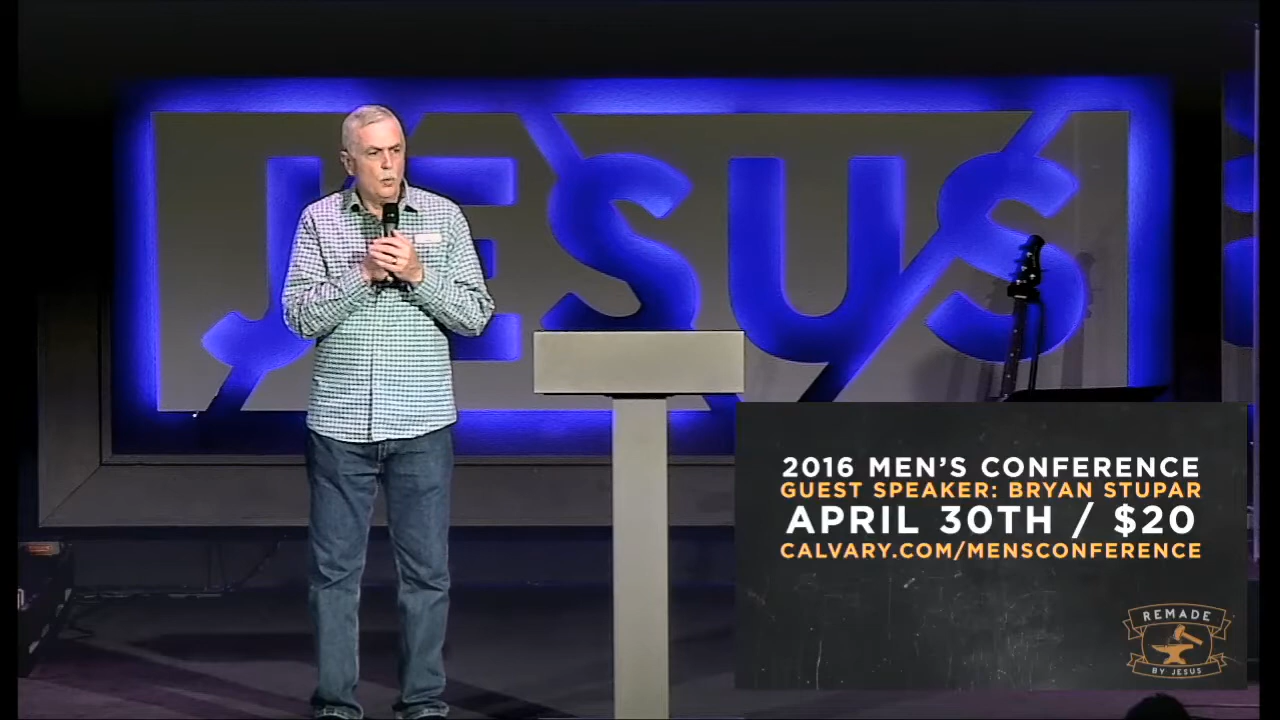 JESUS
2016 MEN'S CONFERENCE
GUEST SPEAKER: BRYAN STUPAR
APRIL 30TH / $20
CALVARY.COM/MENSCONFERENCE
REMADE
BY JESUS